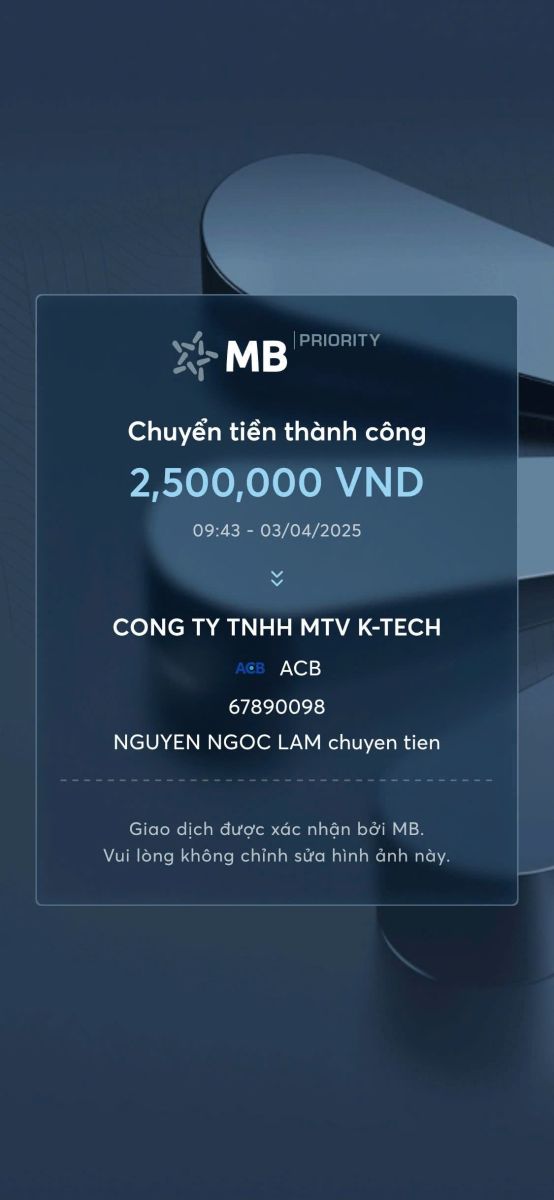 MB PRIORITY
Chuyển tiền thành công
2,500,000 VND
09:43 - 03/04/2025
CONG TY TNHH MTV K-TECH
ACB ACB
67890098
NGUYEN NGOC LAM chuyen tien
Giao dịch được xác nhận bởi MB.
Vui lòng không chỉnh sửa hình ảnh này.